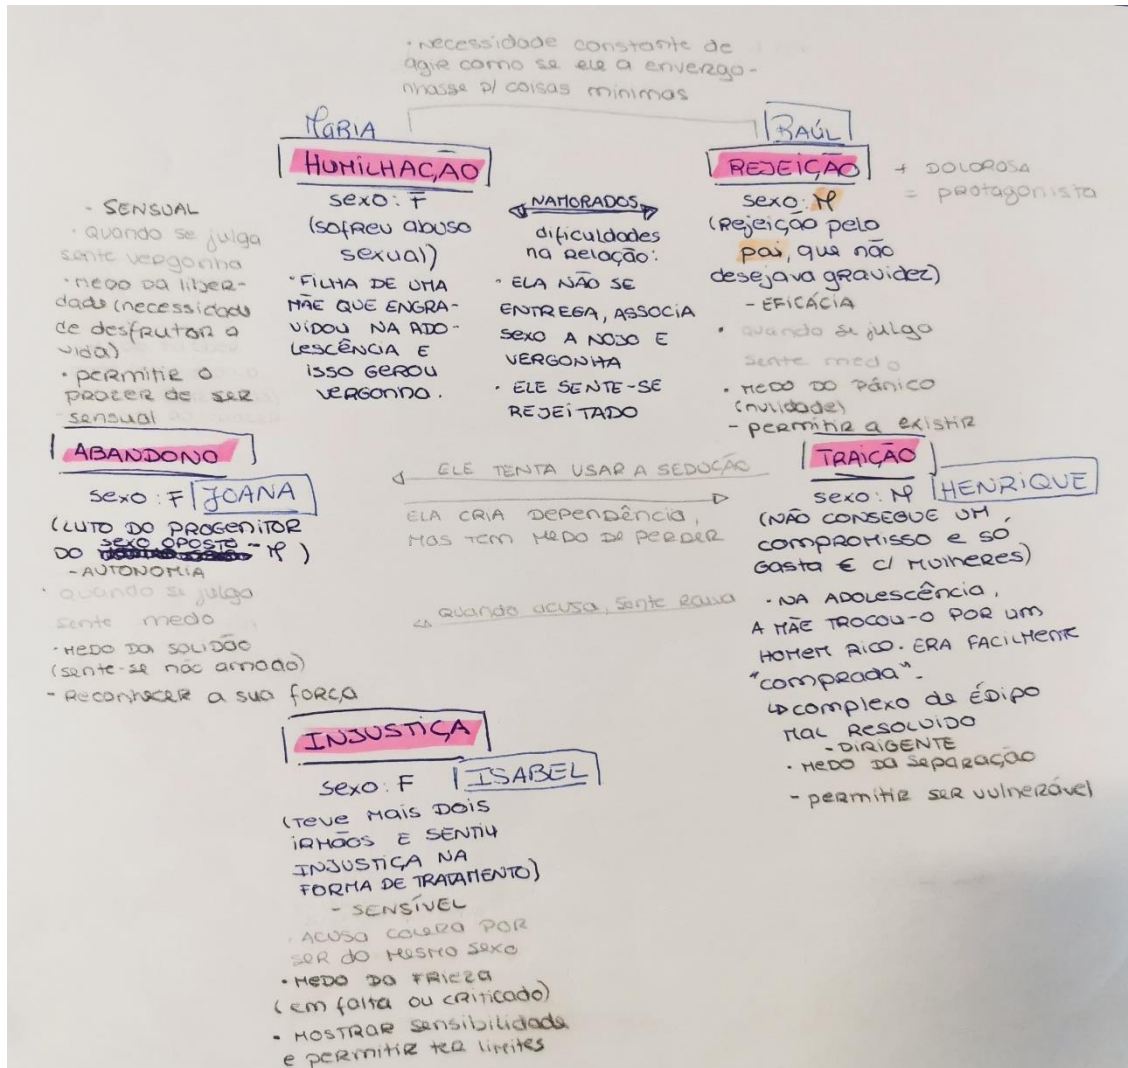 • Necessidade constante de
agir como se ele a envergo-
nhasse p/ coisas mínimas
MARIA
HUMILHAÇÃO
sexo: F
(sofreu abuso
sexual)
• FILHA DE UMA
MÃE QUE ENGRA-
VIDOU NA ADO-
LESCÊNCIA E
isso GEROU
VERGONHA.
- SENSUAL
• Quando se julga
sente vergonha
• medo da liber-
dade (necessidade
de desfrutar a
vida)
• permitir o
prazer de ser
sensual
NAMORADOS
dificuldades
na relação:
• ELA NÃO SE
ENTREGA, ASSOCIA
sexo A NOJO E
VERGONHA
• ELE SENTE-SE
REJEITADO
RAÚL
REJEIÇÃO
+ DOLOROSA
= protagonista
sexo: M
(Rejeição pelo
pai, que não
desejava gravidez)
- EFICÁCIA
• quando se julga
sente medo
• MEDO DO Pânico
(nulidade)
- permitir a existir
ABANDONO
sexo: F JOANA
(LUTO DO PROGENITOR
SEXO OPOSTO - M)
DO
- AUTONOMIA
• quando se julga
sente medo
• MEDO DA SOLIDÃO
(sente-se não amado)
- Reconhecer a sua força
ELE TENTA USAR A SEDUÇÃO
ELA CRIA DEPENDÊNCIA,
MAS TEM MEDO DE PERDER
quando acusa, sente raiva
TRAIÇÃO
sexo: M HENRIQUE
(NÃO CONSEGUE UM
COMPROMISSO E SÓ
Gasta € c/ MULHERES)
• NA ADOLESCÊNCIA,
A MÃE TROCOU-O POR UM
HOMEM RICO. ERA FACILMENTE
"comprada".
↳ complexo de ÉDIPO
MAL RESOLVIDO
- DIRIGENTE
• MEDO DA SEPARAÇÃO
- permitir SER vulnerável
INJUSTIÇA
sexo: F ISABEL
(TEVE MAIS DOIS
IRMÃOS E SENTIU
INJUSTIÇA NA
FORMA DE TRATAMENTO)
- SENSÍVEL
• ACUSA CÓLERA POR
SER DO MESMO SEXO
• MEDO DA FRIEZA
(em falta ou criticado)
• MOSTRAR sensibilidade
e permitir ter limites